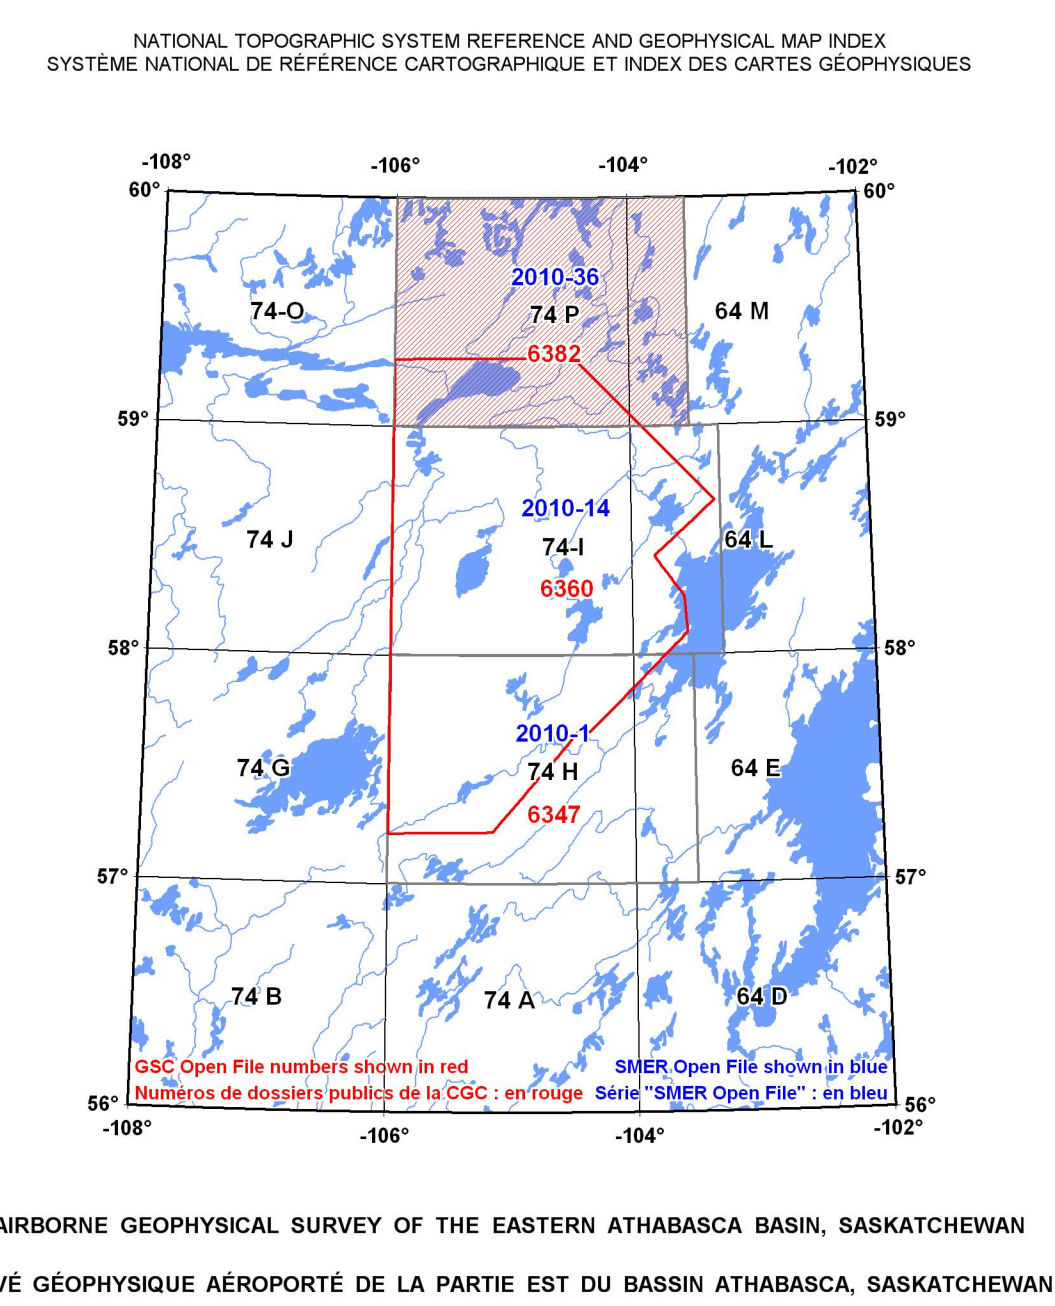 NATIONAL TOPOGRAPHIC SYSTEM REFERENCE AND GEOPHYSICAL MAP INDEX
SYSTÈME NATIONAL DE RÉFÉRENCE CARTOGRAPHIQUE ET INDEX DES CARTES GÉOPHYSIQUES
-108° -106° -104° -102°
60° 60°
2010-36
74-O 74 P 64 M
6382
59° 59°
2010-14
74 J 74-I 64 L
6360
58° 58°
2010-1
74 G 74 H 64 E
6347
57° 57°
74 B 74 A 64 D
GSC Open File numbers shown in red SMER Open File shown in blue
Numéros de dossiers publics de la CGC : en rouge Série "SMER Open File" : en bleu
56° 56°
-108° -106° -104° -102°
AIRBORNE GEOPHYSICAL SURVEY OF THE EASTERN ATHABASCA BASIN, SASKATCHEWAN
VÉ GÉOPHYSIQUE AÉROPORTÉ DE LA PARTIE EST DU BASSIN ATHABASCA, SASKATCHEWAN